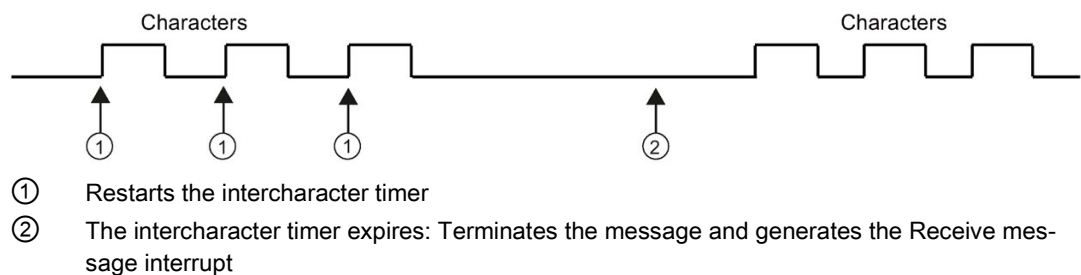 Characters Characters
① ① ① ②
① Restarts the intercharacter timer
② The intercharacter timer expires: Terminates the message and generates the Receive mes-
sage interrupt